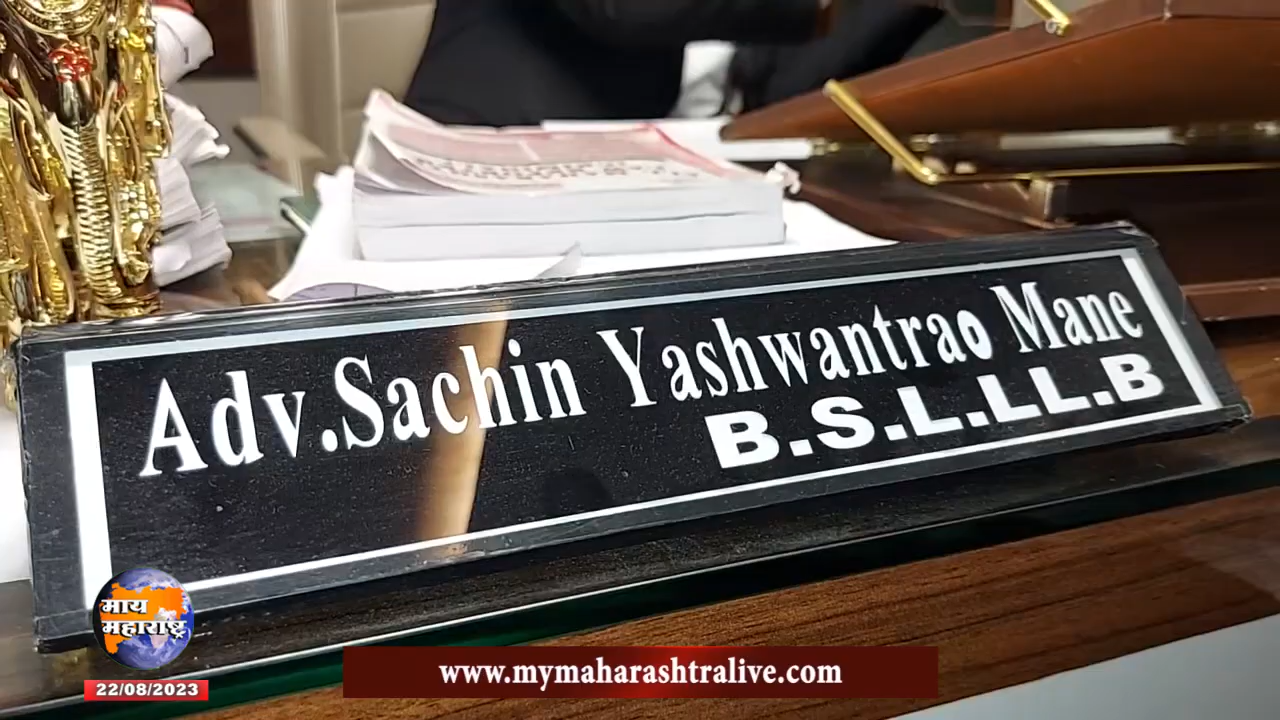 Adv.Sachin Yashwantrao Mane
B.S.L.LL.B
माय
महाराष्ट्र
22/08/2023
www.mymaharashtralive.com